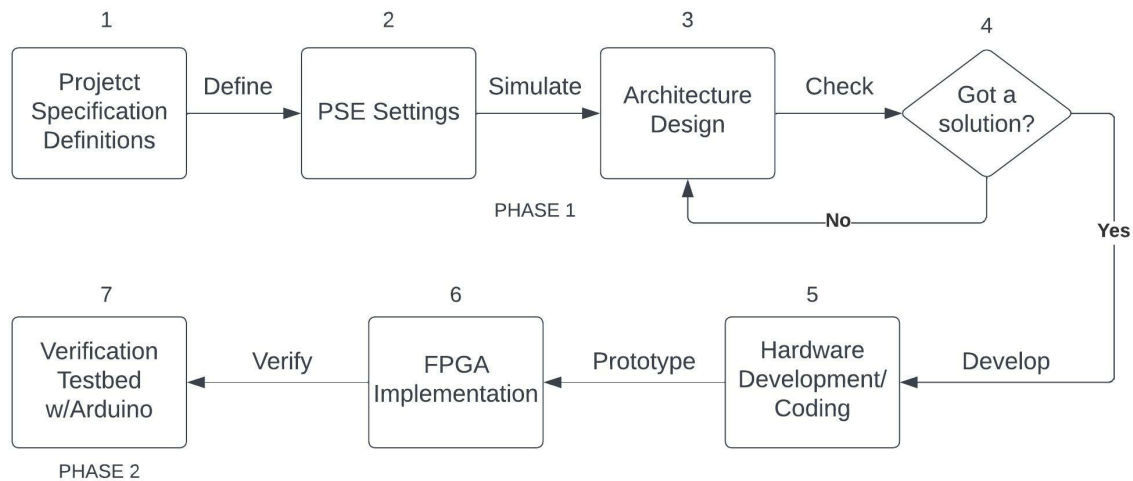 1
2
3
4
Projetct
Specification
Definitions
Define
PSE Settings
Simulate
Architecture
Design
Check
Got a
solution?
PHASE 1
No
Yes
7
6
5
Verification
Testbed
w/Arduino
Verify
FPGA
Implementation
Prototype
Hardware
Development/
Coding
Develop
PHASE 2